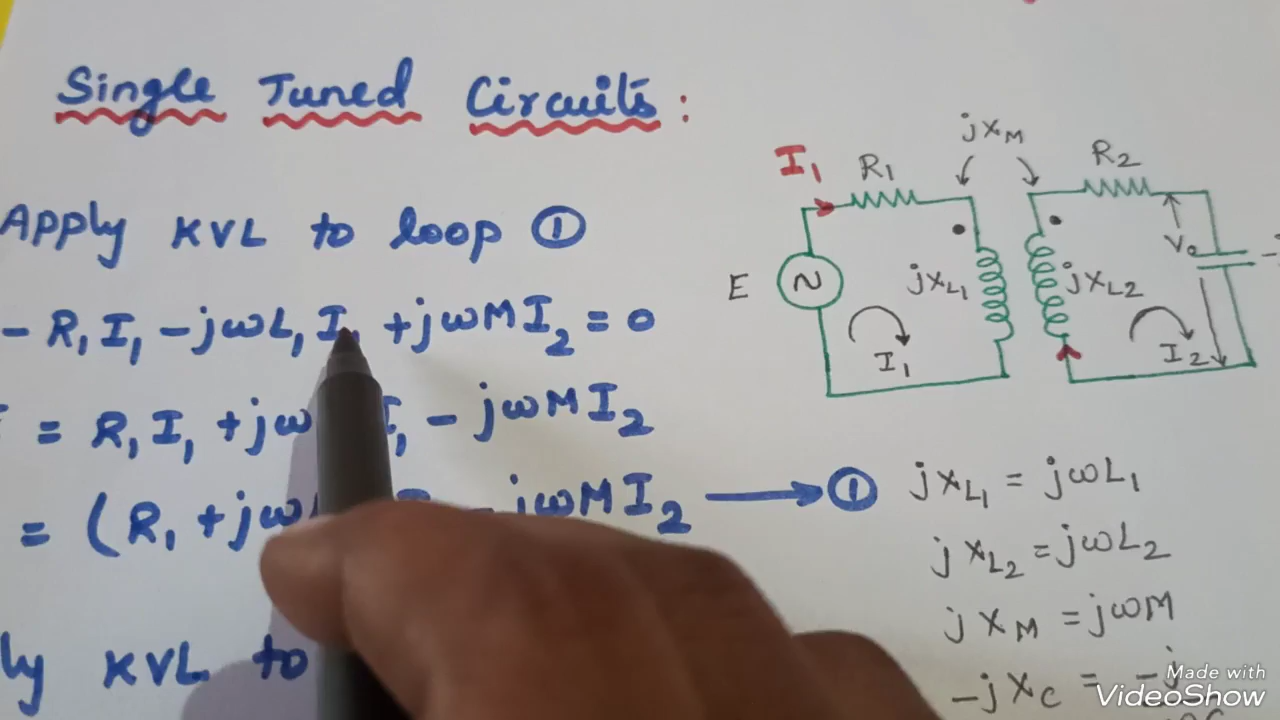 Single Tuned Circuits :
Apply KVL to loop ①
- R₁I₁ - jωL₁I₁ + jωMI₂ = 0
= R₁I₁ + jω I₁ - jωMI₂
= (R₁ + jω - jωMI₂ → ①
KVL to
jX_M
I₁
R₁
R₂
E
jX_L₁
jX_L₂
I₁
I₂
jX_L₁ = jωL₁
jX_L₂ = jωL₂
jX_M = jωM
-jX_C = -j
Made with
VideoShow